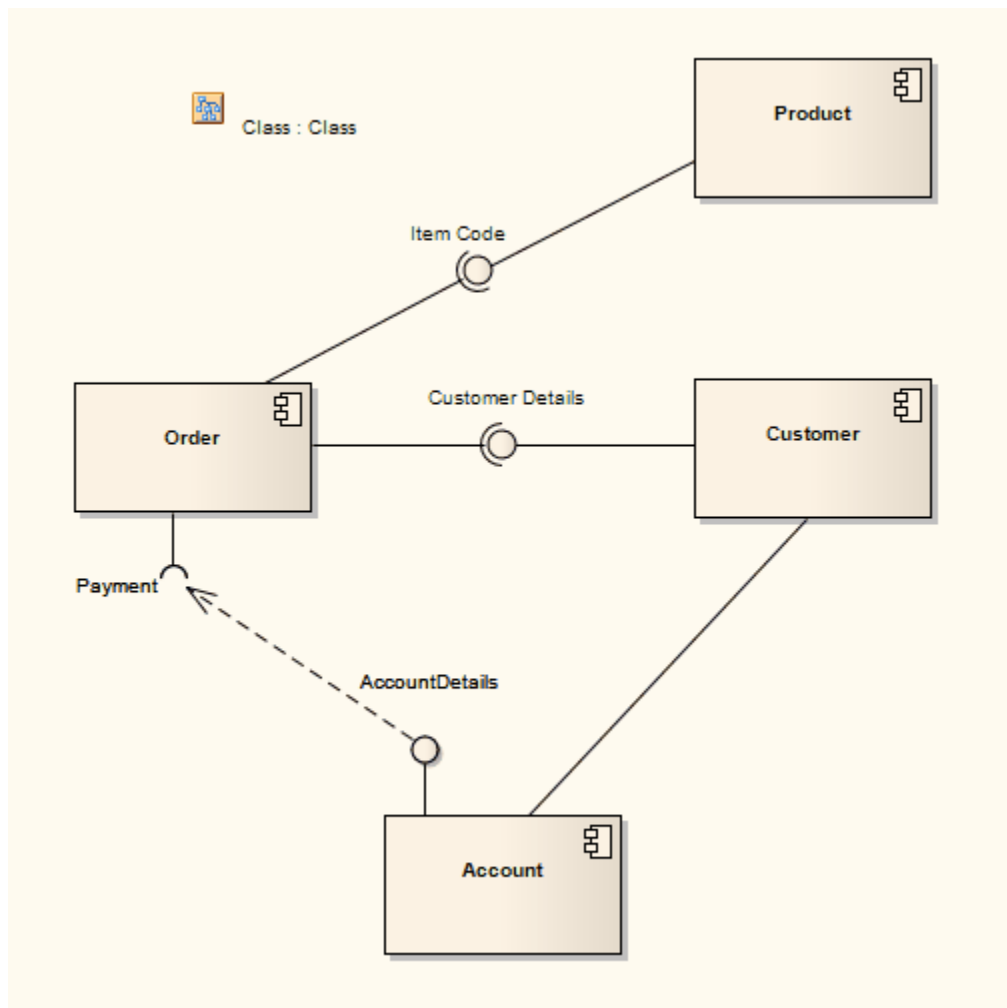 Product
Class : Class
Item Code
Customer Details
Order
Customer
Payment
AccountDetails
Account